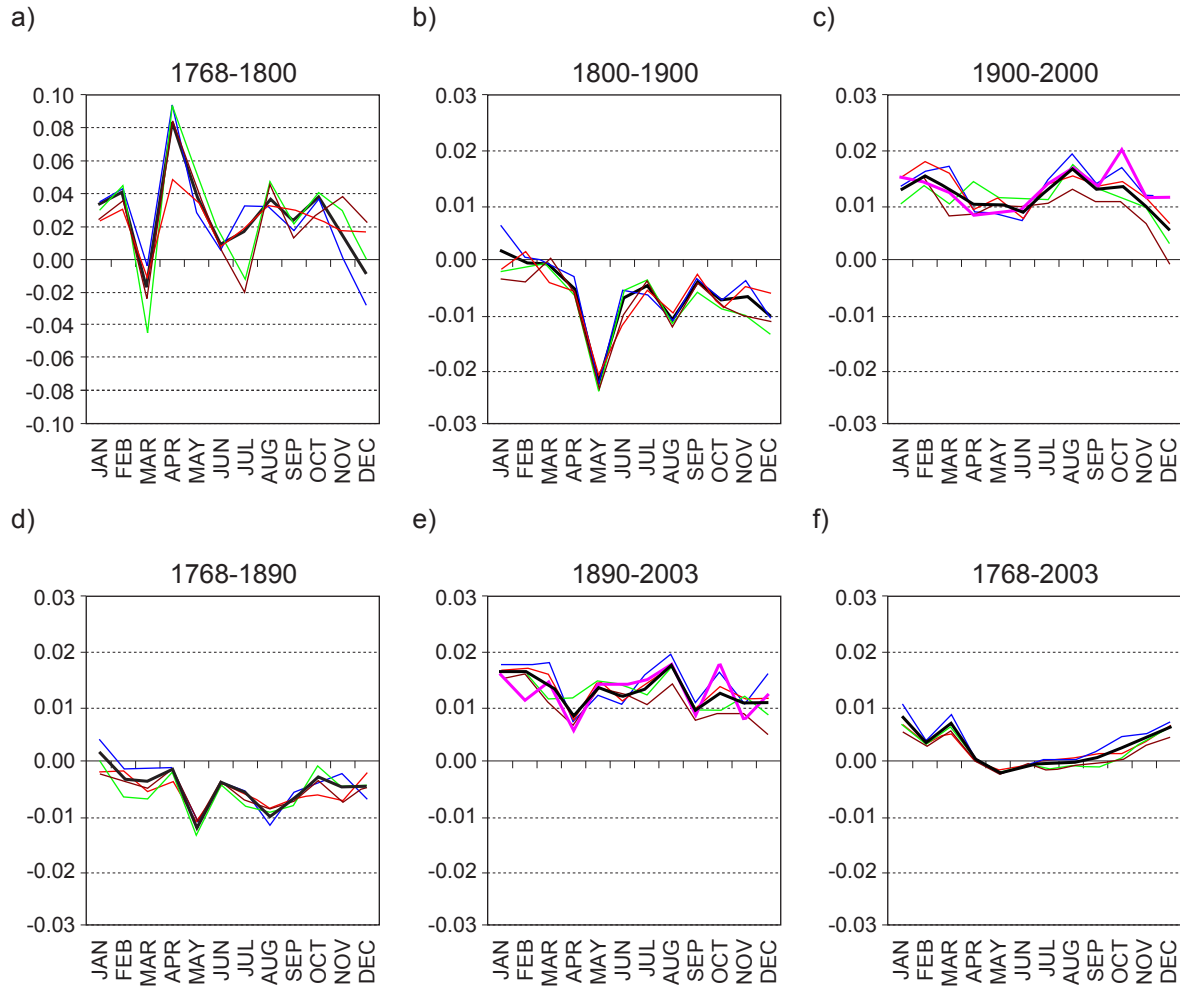 a)
1768-1800
0.10
0.08
0.06
0.04
0.02
0.00
-0.02
-0.04
-0.06
-0.08
-0.10
JAN
FEB
MAR
APR
MAY
JUN
JUL
AUG
SEP
OCT
NOV
DEC
b)
1800-1900
0.03
0.02
0.01
0.00
-0.01
-0.02
-0.03
JAN
FEB
MAR
APR
MAY
JUN
JUL
AUG
SEP
OCT
NOV
DEC
c)
1900-2000
0.03
0.02
0.01
0.00
-0.01
-0.02
-0.03
JAN
FEB
MAR
APR
MAY
JUN
JUL
AUG
SEP
OCT
NOV
DEC
d)
1768-1890
0.03
0.02
0.01
0.00
-0.01
-0.02
-0.03
JAN
FEB
MAR
APR
MAY
JUN
JUL
AUG
SEP
OCT
NOV
DEC
e)
1890-2003
0.03
0.02
0.01
0.00
-0.01
-0.02
-0.03
JAN
FEB
MAR
APR
MAY
JUN
JUL
AUG
SEP
OCT
NOV
DEC
f)
1768-2003
0.03
0.02
0.01
0.00
-0.01
-0.02
-0.03
JAN
FEB
MAR
APR
MAY
JUN
JUL
AUG
SEP
OCT
NOV
DEC